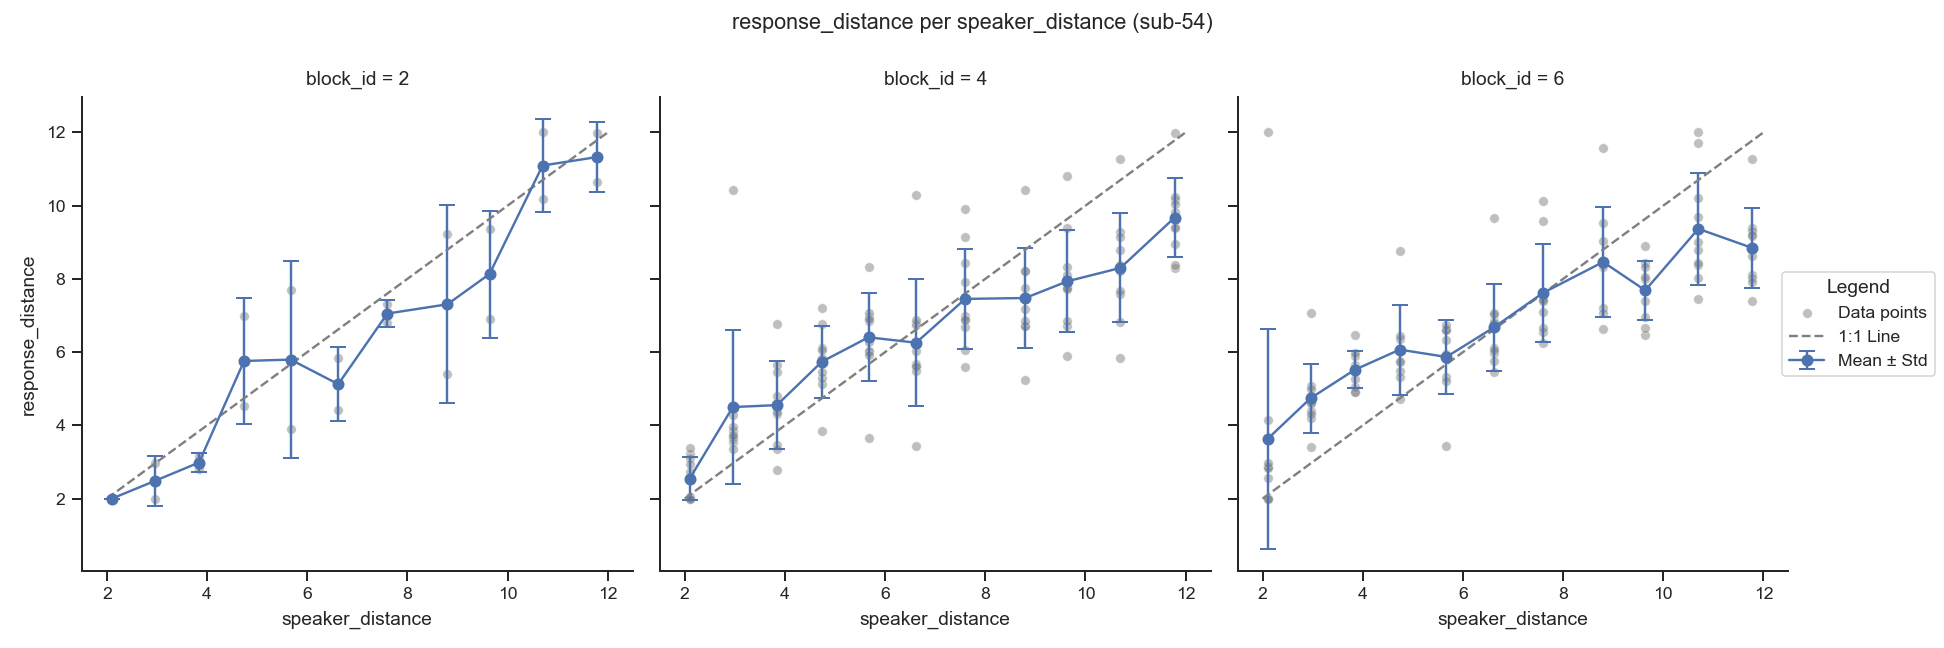 response_distance per speaker_distance (sub-54)
block_id = 2
block_id = 4
block_id = 6
response_distance
12
10
8
6
4
2
2 4 6 8 10 12
2 4 6 8 10 12
2 4 6 8 10 12
speaker_distance
speaker_distance
speaker_distance
Legend
Data points
1:1 Line
Mean ± Std